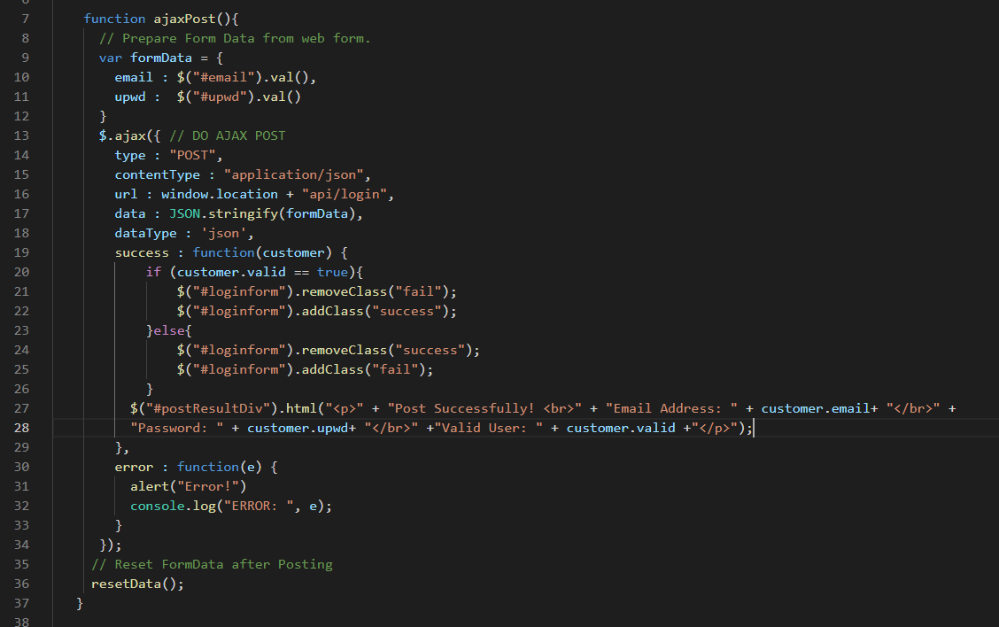 7 function ajaxPost(){
8 // Prepare Form Data from web form.
9 var formData = {
10 email : $("#email").val(),
11 upwd :  $("#upwd").val()
12 }
13 $.ajax({ // DO AJAX POST
14 type : "POST",
15 contentType : "application/json",
16 url : window.location + "api/login",
17 data : JSON.stringify(formData),
18 dataType : 'json',
19 success : function(customer) {
20 if (customer.valid == true){
21 $("#loginform").removeClass("fail");
22 $("#loginform").addClass("success");
23 }else{
24 $("#loginform").removeClass("success");
25 $("#loginform").addClass("fail");
26 }
27 $("#postResultDiv").html("<p>" + "Post Successfully! <br>" + "Email Address: " + customer.email+ "</br>" +
28 "Password: " + customer.upwd+ "</br>" +"Valid User: " + customer.valid +"</p>");
29 },
30 error : function(e) {
31 alert("Error!")
32 console.log("ERROR: ", e);
33 }
34 });
35 // Reset FormData after Posting
36 resetData();
37 }
38